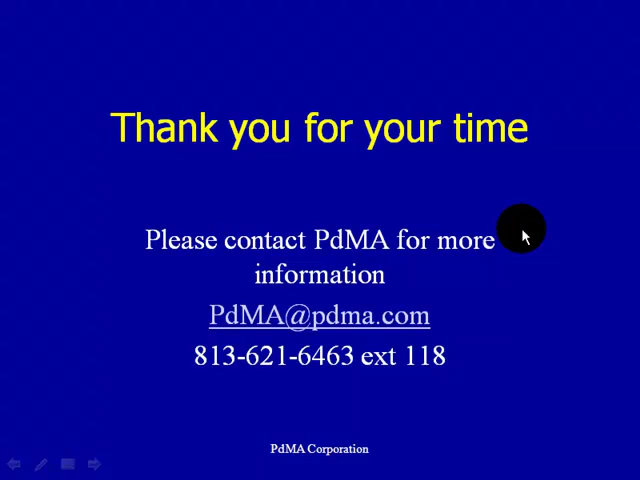 Thank you for your time
Please contact PdMA for more
information
PdMA@pdma.com
813-621-6463 ext 118
PdMA Corporation